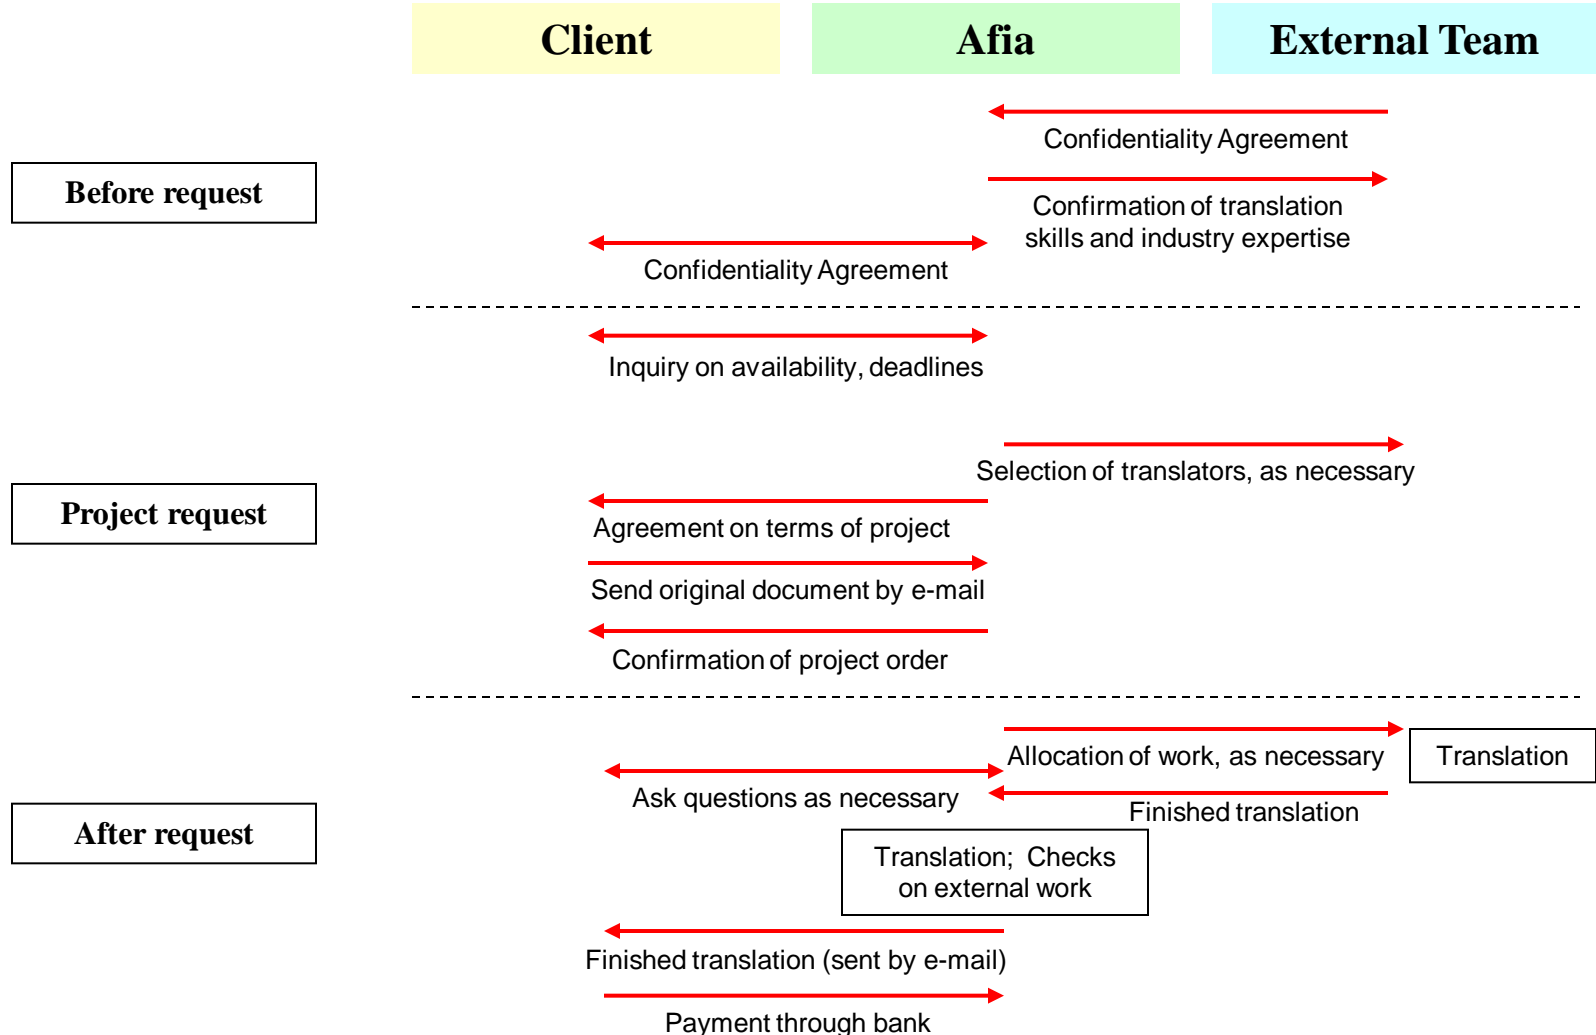 Client
Afia
External Team
Confidentiality Agreement
Before request
Confirmation of translation
skills and industry expertise
Confidentiality Agreement
Inquiry on availability, deadlines
Selection of translators, as necessary
Project request
Agreement on terms of project
Send original document by e-mail
Confirmation of project order
Allocation of work, as necessary
Translation
Ask questions as necessary
Finished translation
After request
Translation; Checks
on external work
Finished translation (sent by e-mail)
Payment through bank